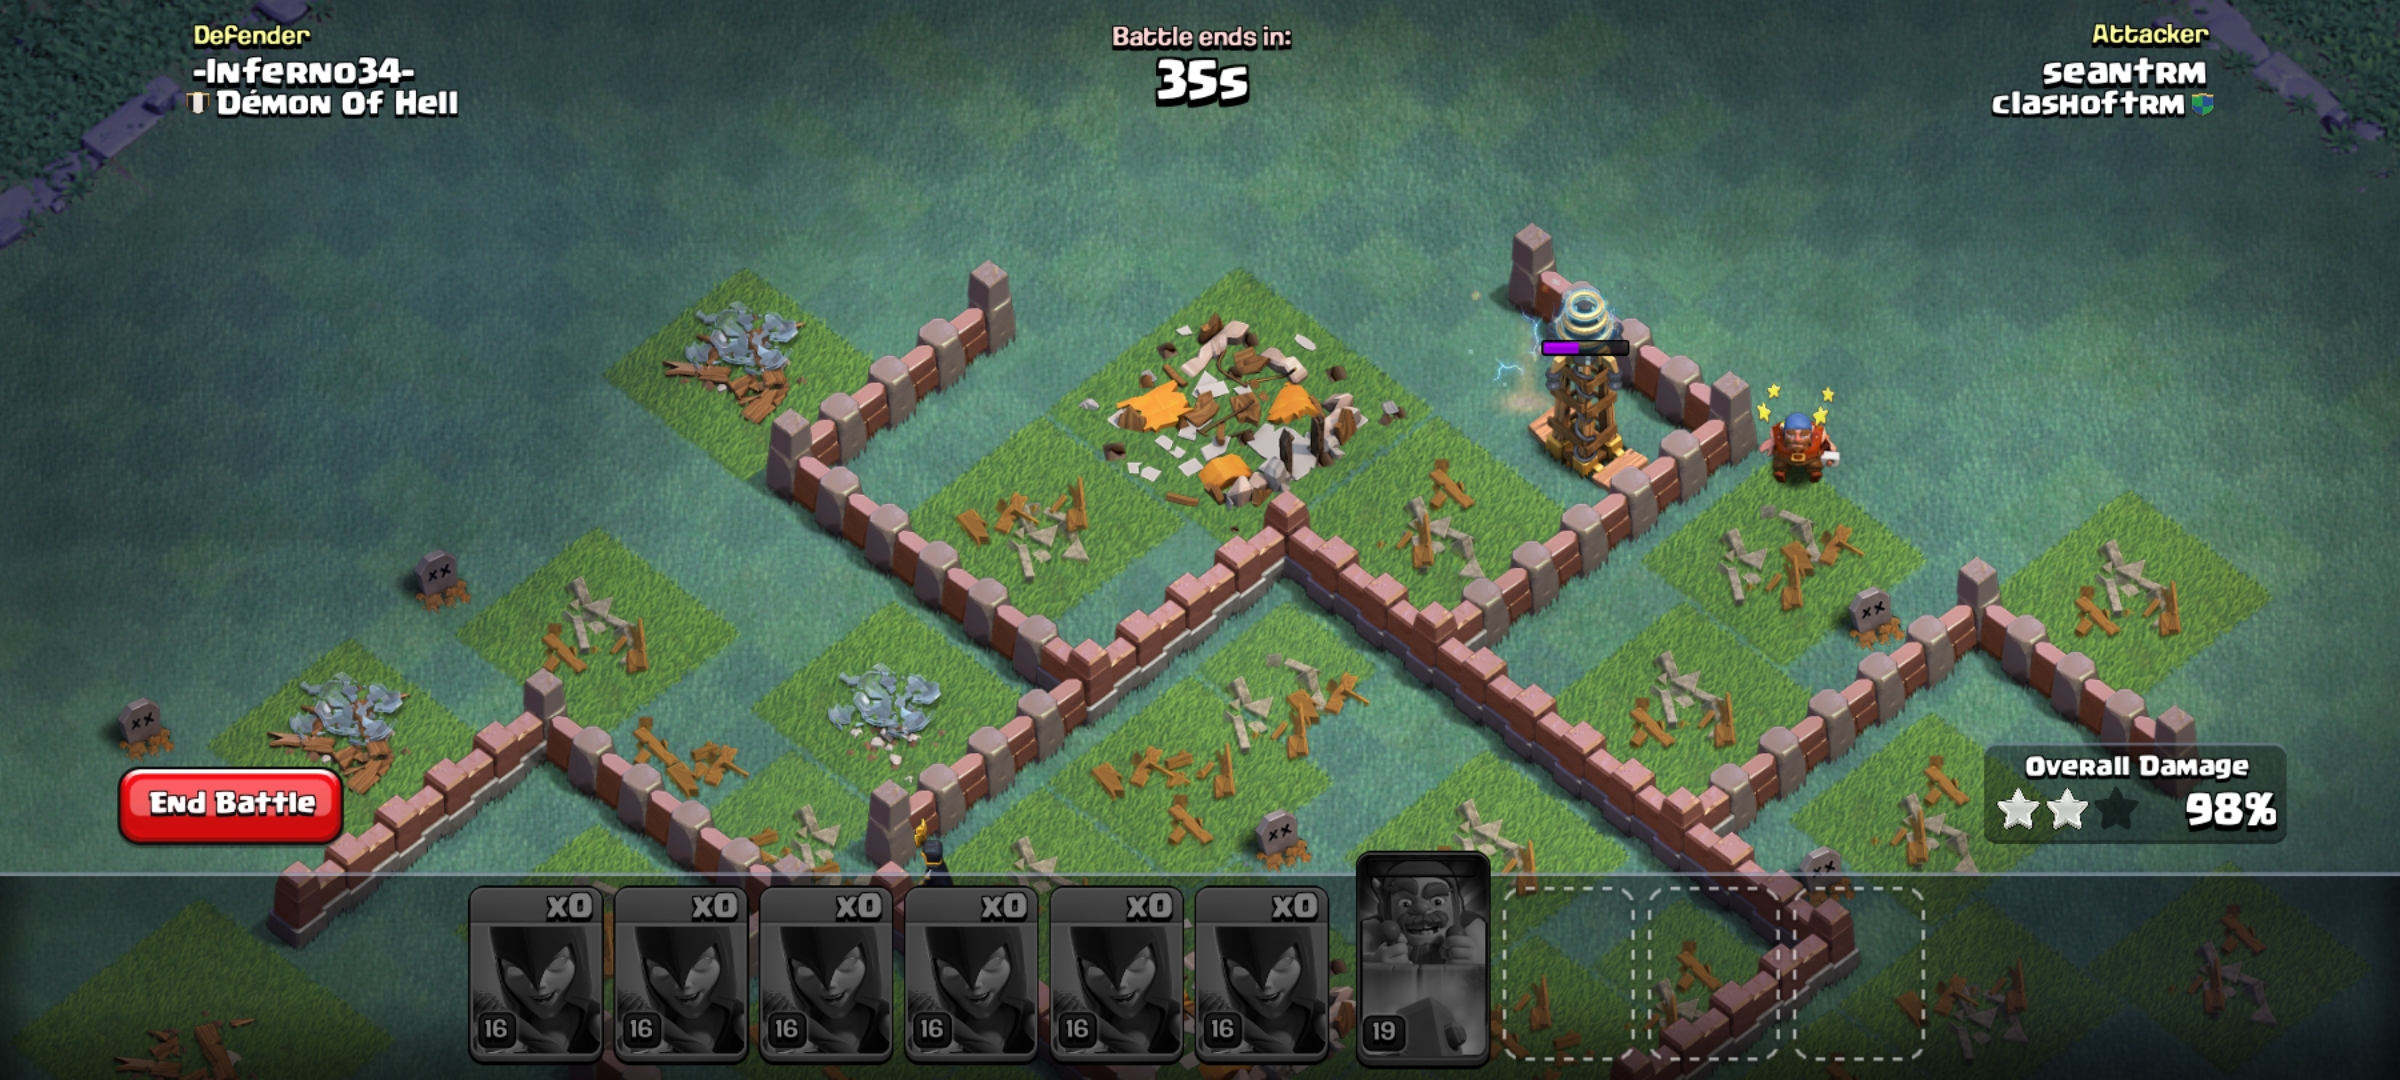 Defender
-Inferno34-
Démon Of Hell
Battle ends in:
35s
Attacker
seantRM
clashoftRM
End Battle
Overall Damage
98%
x0
x0
x0
x0
x0
x0
16
16
16
16
16
16
19